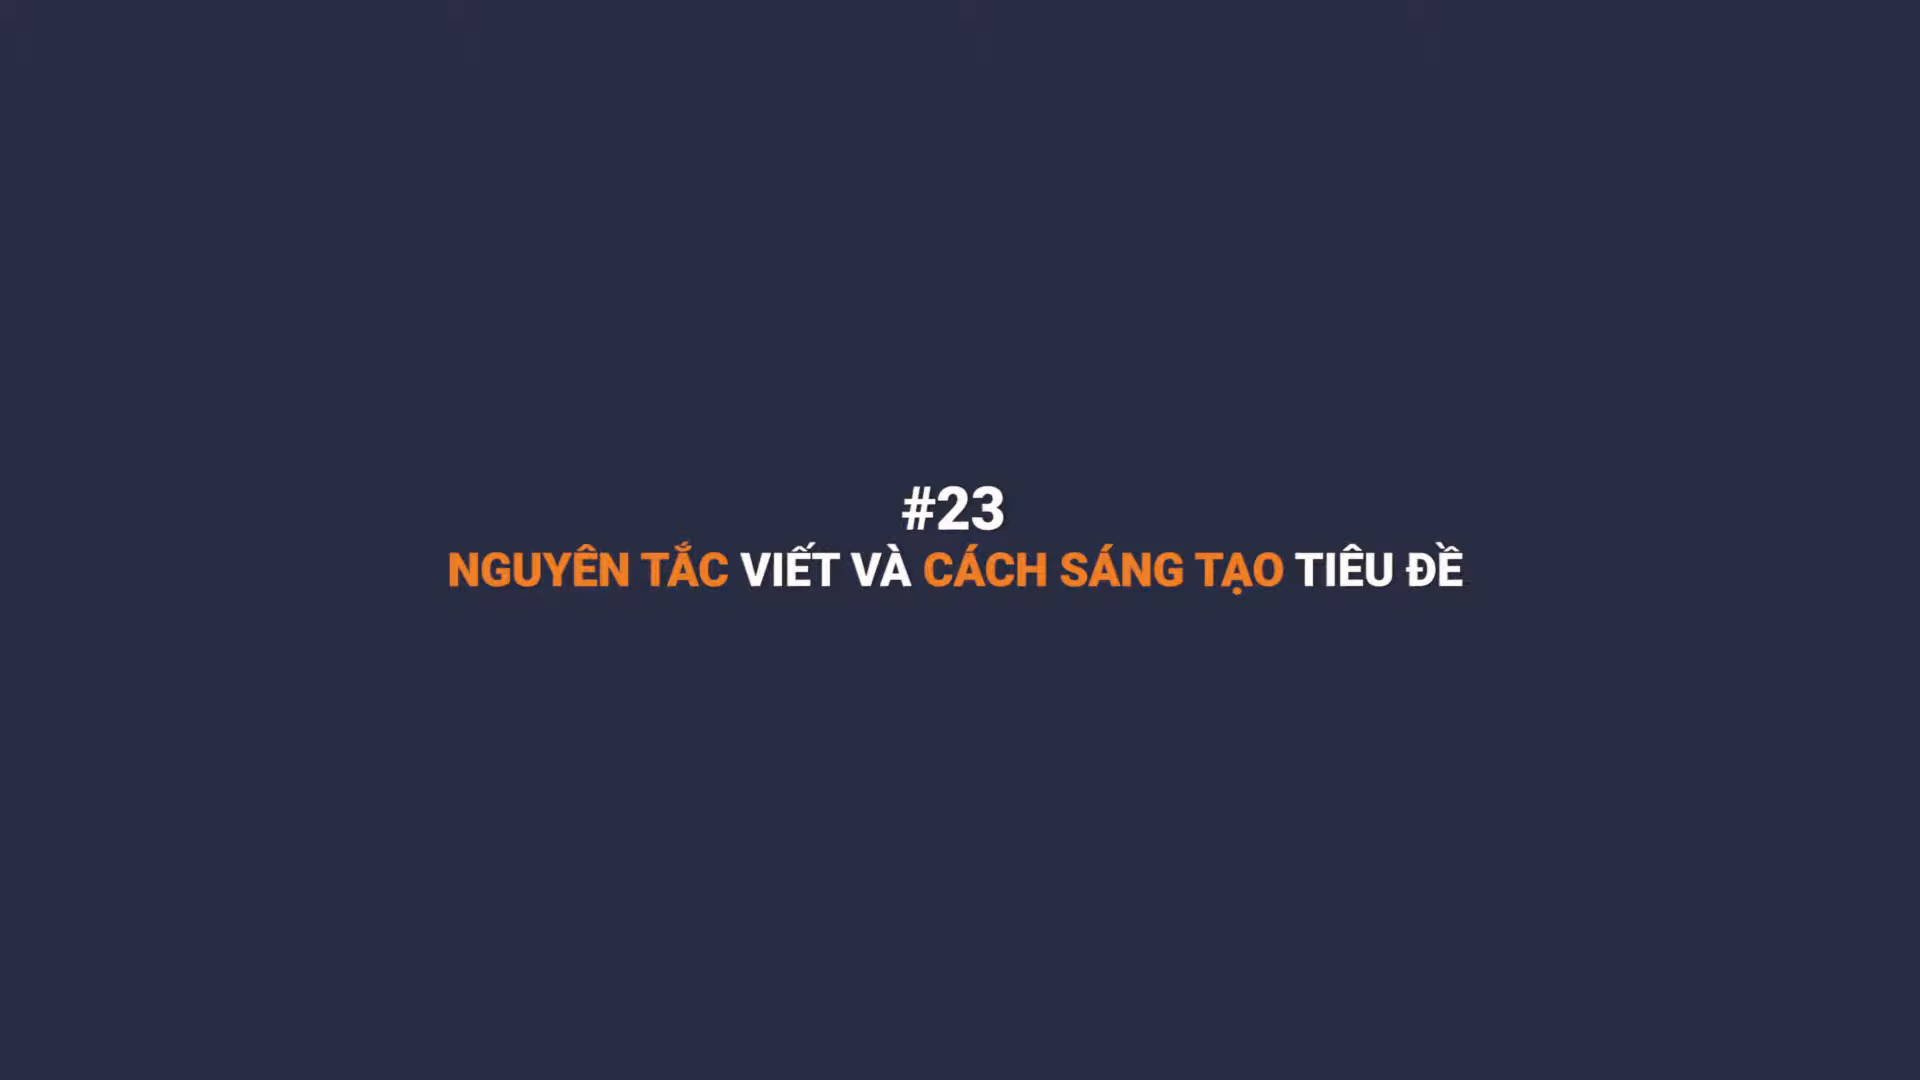 #23
NGUYÊN TẮC VIẾT VÀ CÁCH SÁNG TẠO TIÊU ĐỀ